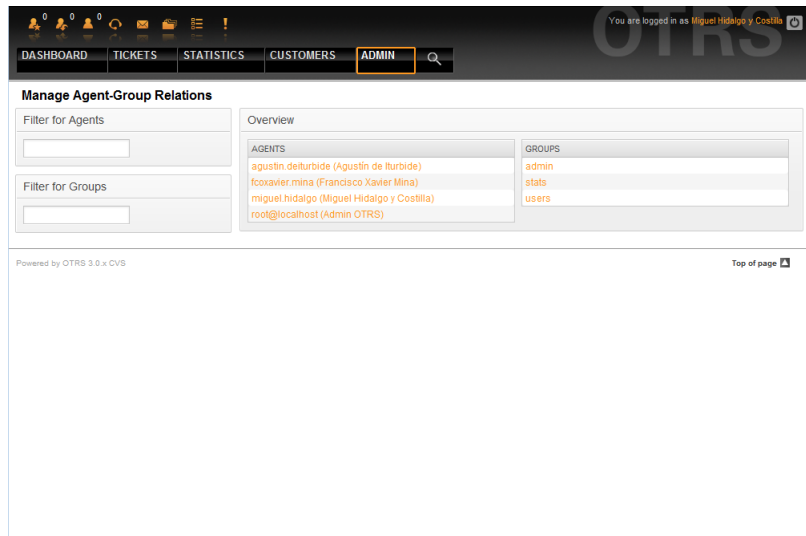 OTRS
0 0 0
You are logged in as Miguel Hidalgo y Costilla
DASHBOARD TICKETS STATISTICS CUSTOMERS ADMIN
Manage Agent-Group Relations
Filter for Agents
Filter for Groups
Overview
AGENTS
agustin.deiturbide (Agustín de Iturbide)
fcoxavier.mina (Francisco Xavier Mina)
miguel.hidalgo (Miguel Hidalgo y Costilla)
root@localhost (Admin OTRS)
GROUPS
admin
stats
users
Powered by OTRS 3.0.x CVS
Top of page